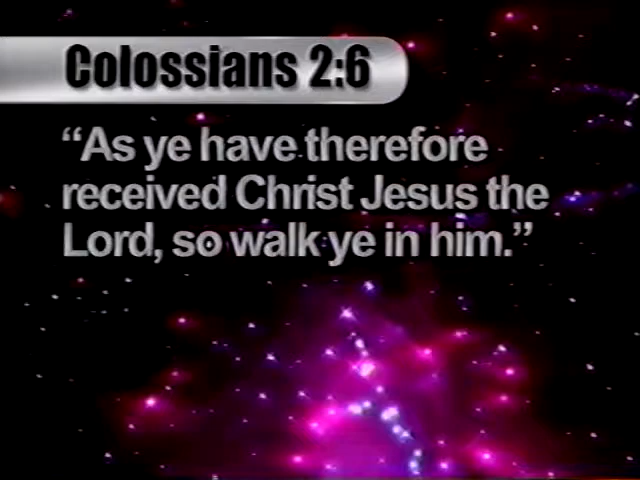 Colossians 2:6
“As ye have therefore
received Christ Jesus the
Lord, so walk ye in him.”